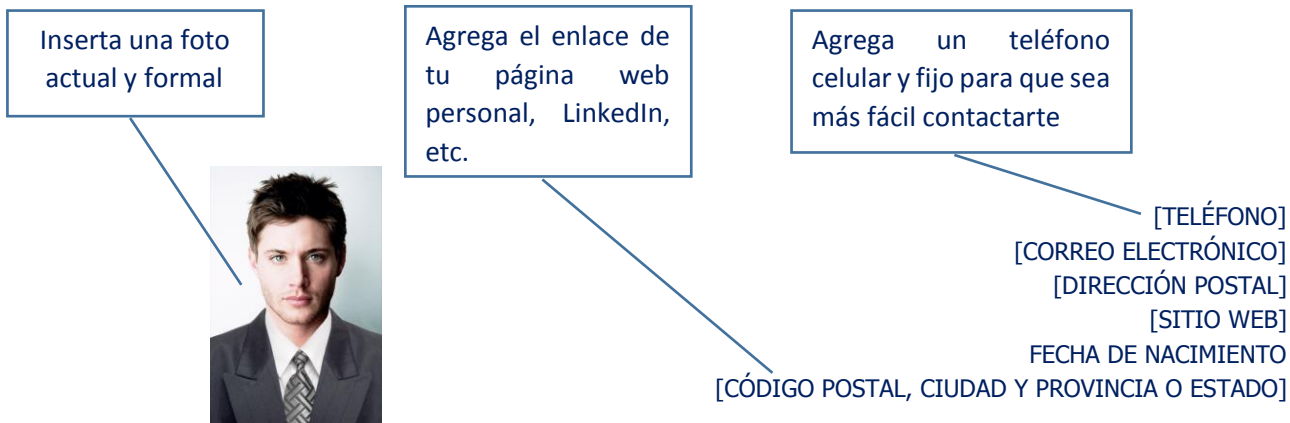 Inserta una foto
actual y formal
Agrega el enlace de
tu página web
personal, LinkedIn,
etc.
Agrega un teléfono
celular y fijo para que sea
más fácil contactarte
[TELÉFONO]
[CORREO ELECTRÓNICO]
[DIRECCIÓN POSTAL]
[SITIO WEB]
FECHA DE NACIMIENTO
[CÓDIGO POSTAL, CIUDAD Y PROVINCIA O ESTADO]